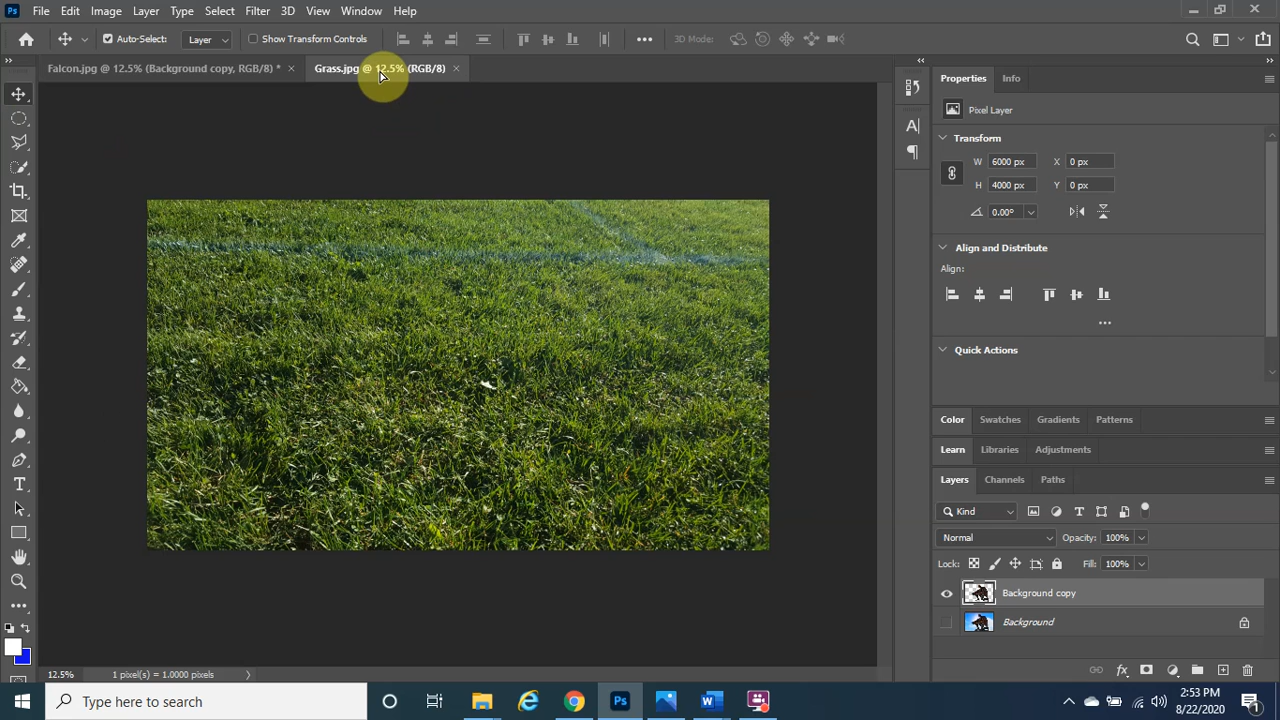 Ps File Edit Image Layer Type Select Filter 3D View Window Help
Auto-Select: Layer Show Transform Controls ••• 3D Mode:
Falcon.jpg @ 12.5% (Background copy, RGB/8) * × Grass.jpg @ 12.5% (RGB/8) ×
Properties Info
Pixel Layer
Transform
W 6000 px X 0 px
H 4000 px Y 0 px
0.00°
Align and Distribute
Align:
•••
Quick Actions
Color Swatches Gradients Patterns
Learn Libraries Adjustments
Layers Channels Paths
Kind
Normal Opacity: 100%
Lock: Fill: 100%
Background copy
Background
12.5% 1 pixel(s) = 1.0000 pixels
Type here to search
2:53 PM
8/22/2020